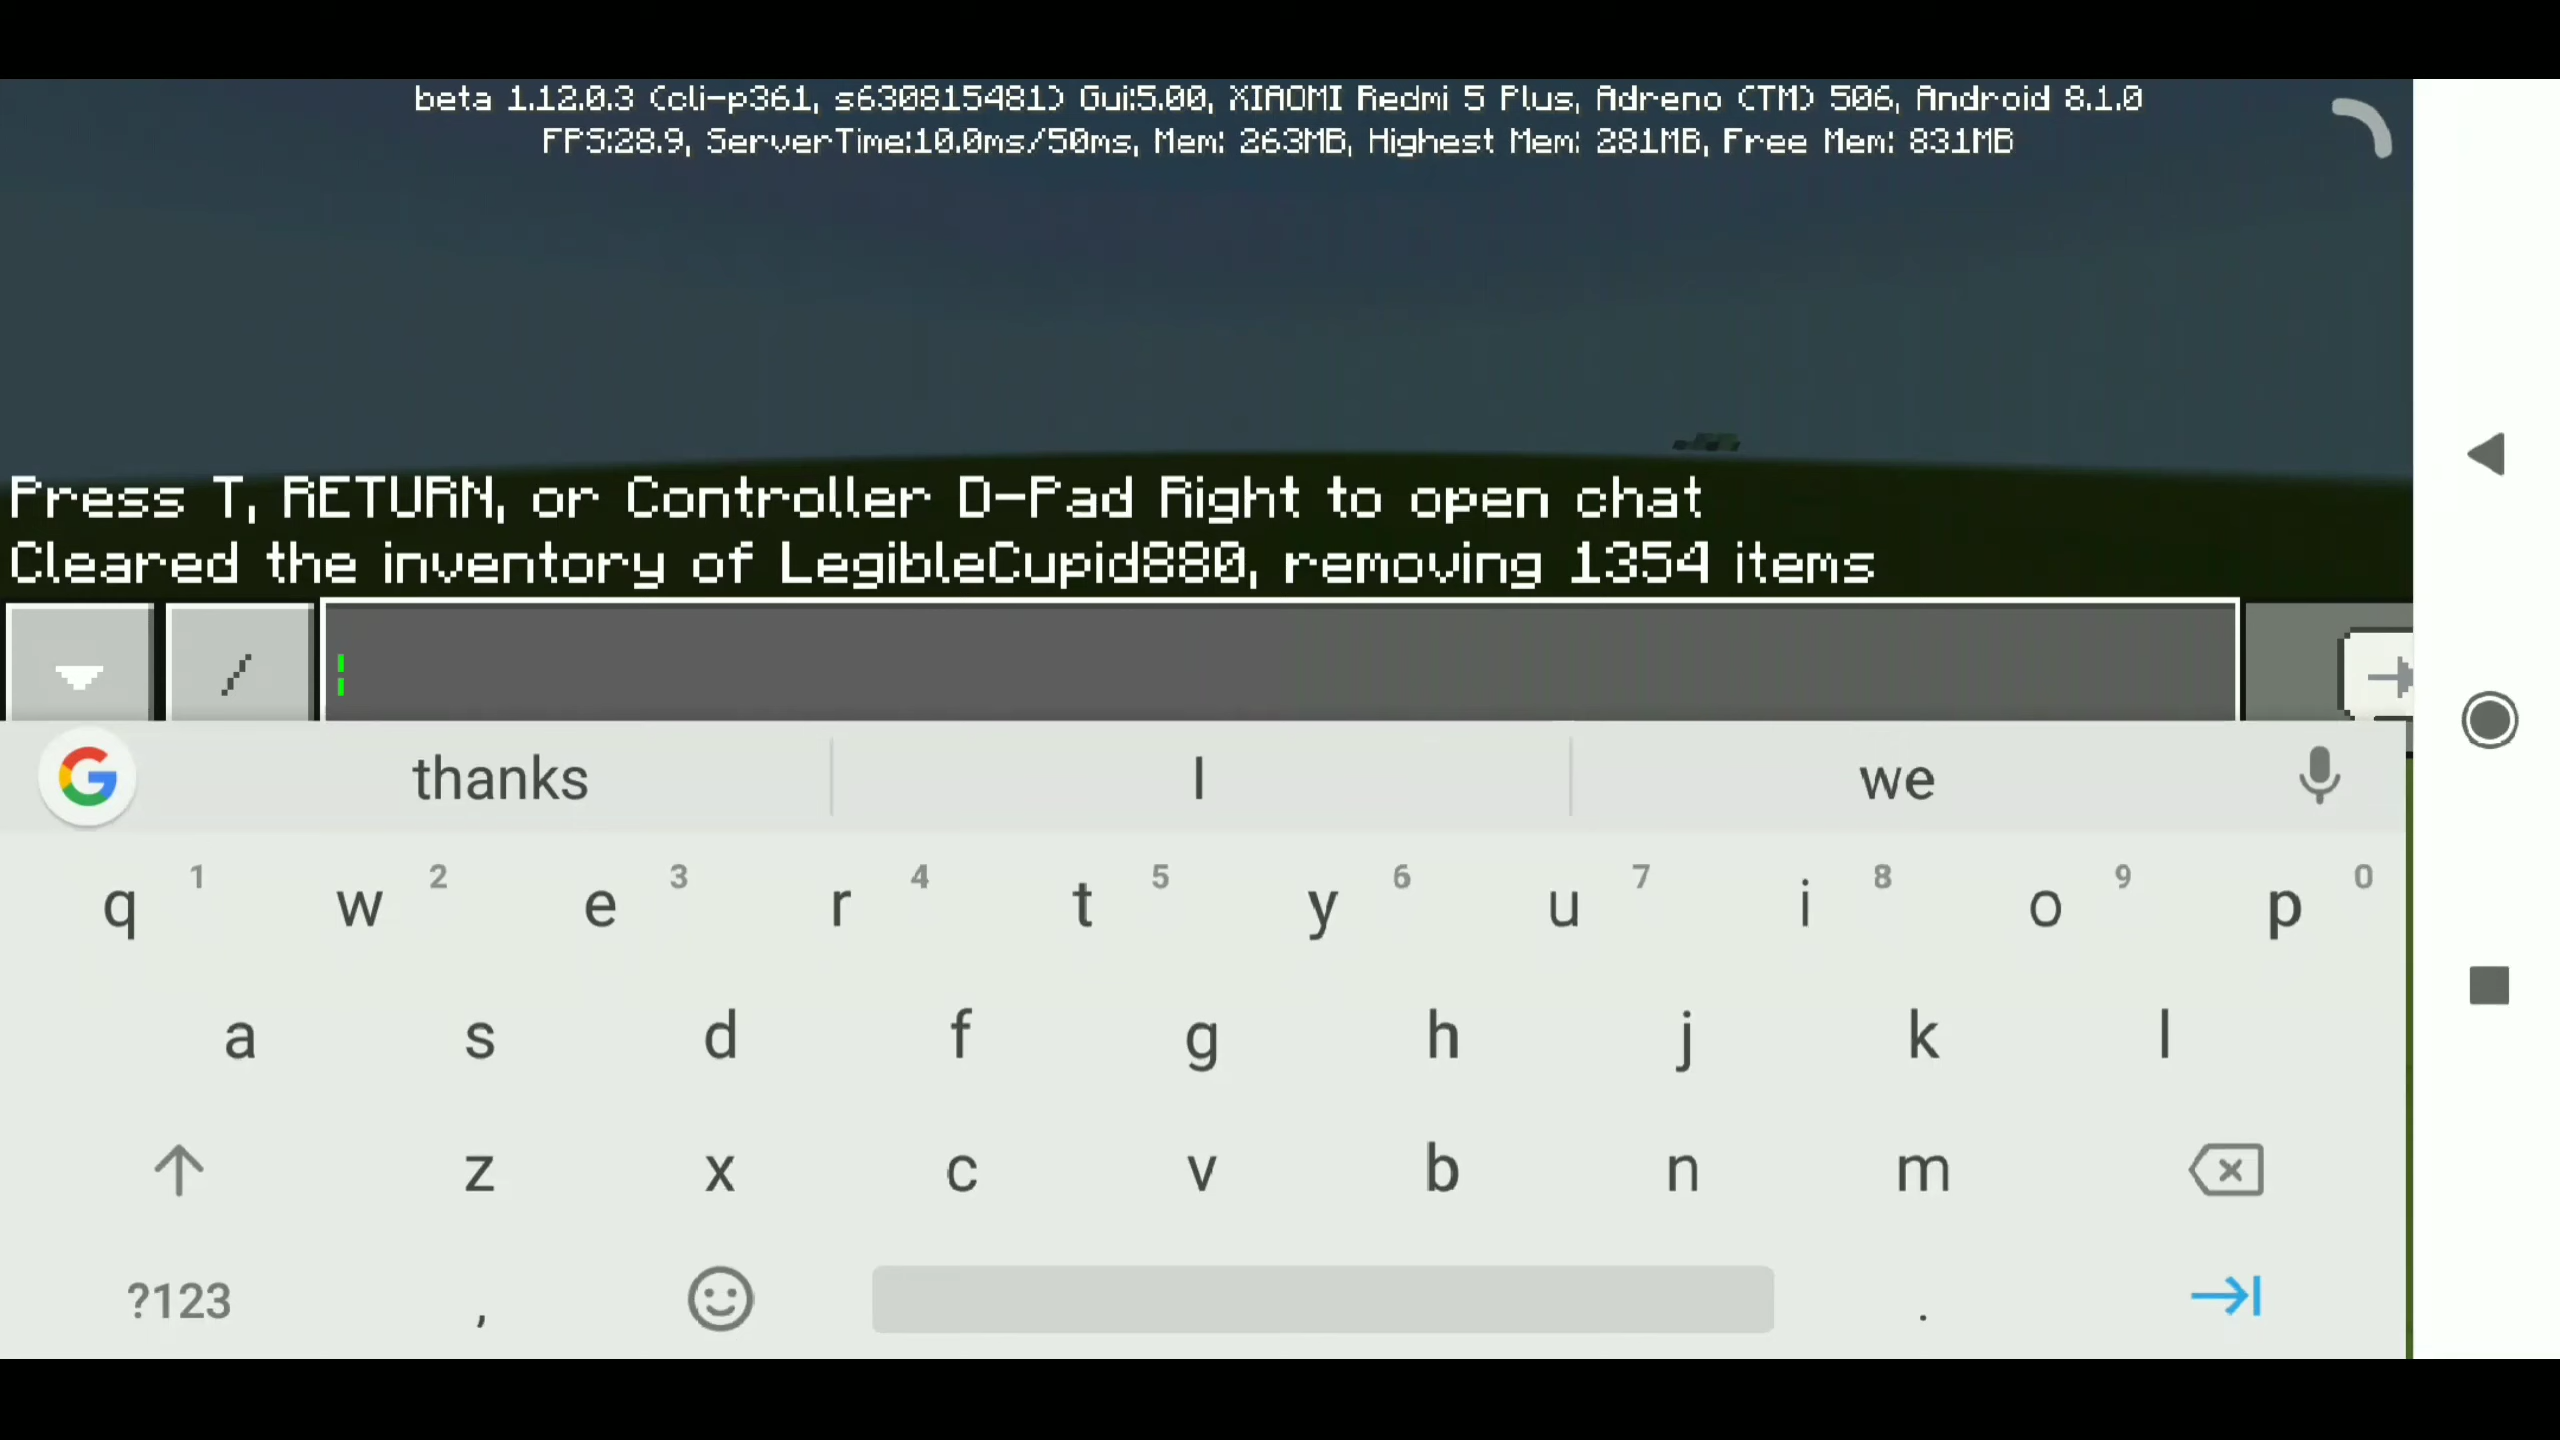 beta 1.12.0.3 (cli-p361, s630815481) Gui:5.00, XIAOMI Redmi 5 Plus, Adreno (TM) 506, Android 8.1.0
FPS:28.9, ServerTime:10.0ms/50ms, Mem: 263MB, Highest Mem: 281MB, Free Mem: 831MB
Press T, RETURN, or Controller D-Pad Right to open chat
Cleared the inventory of LegibleCupid880, removing 1354 items
/
G thanks I we
q 1 w 2 e 3 r 4 t 5 y 6 u 7 i 8 o 9 p 0
a s d f g h j k l
z x c v b n m
?123 , .